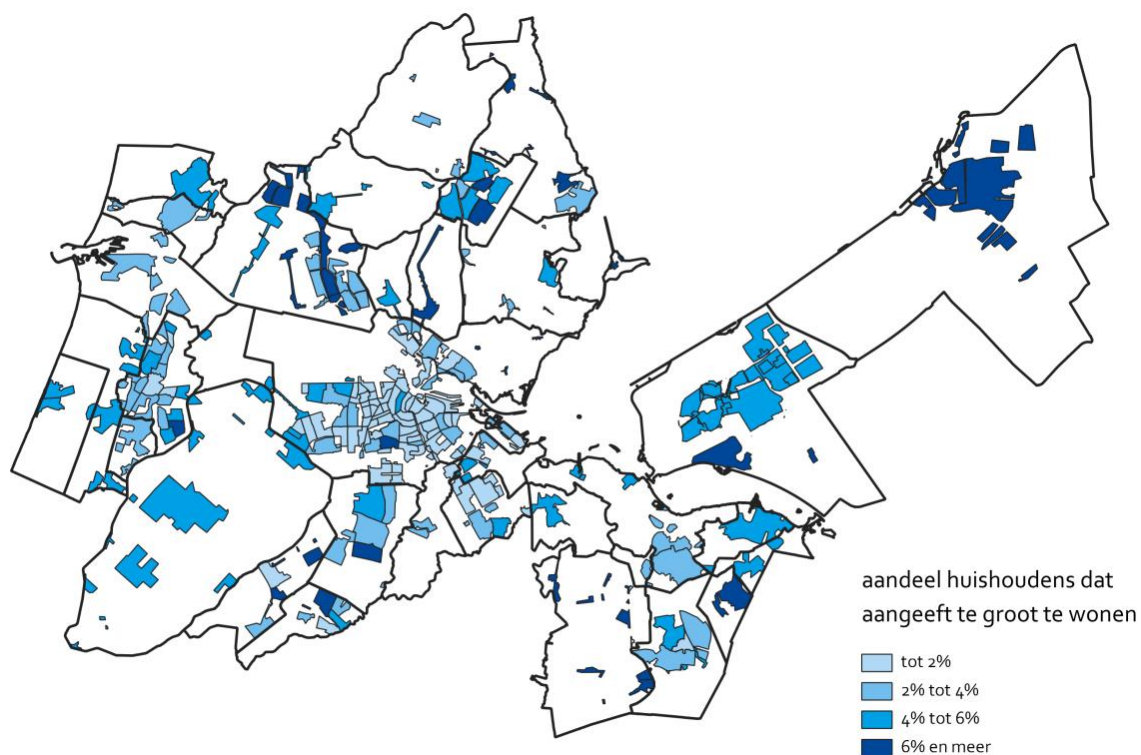 aandeel huishoudens dat
aangeeft te groot te wonen
tot 2%
2% tot 4%
4% tot 6%
6% en meer